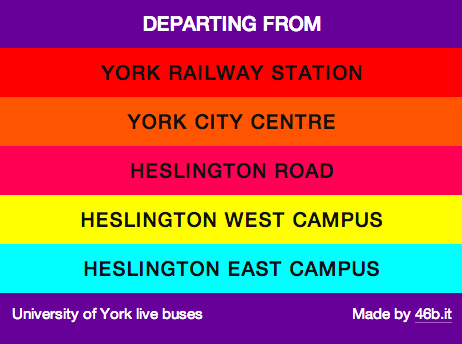 DEPARTING FROM
YORK RAILWAY STATION
YORK CITY CENTRE
HESLINGTON ROAD
HESLINGTON WEST CAMPUS
HESLINGTON EAST CAMPUS
University of York live buses
Made by 46b.it